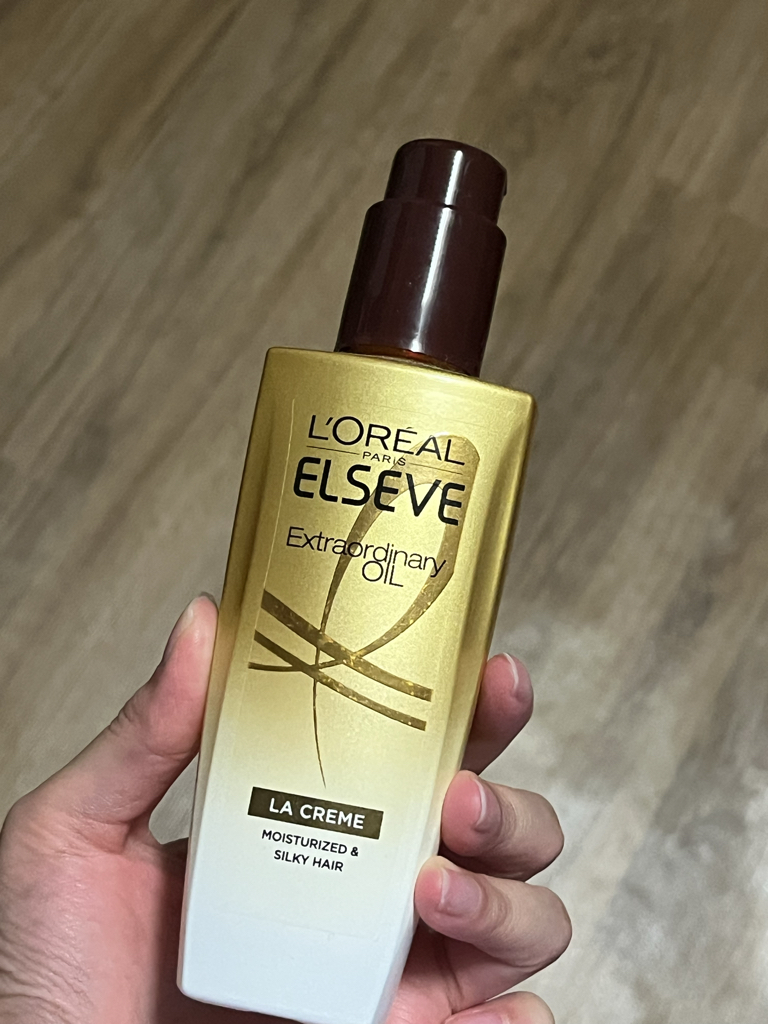 L'ORÉAL
PARIS
ELSEVE
Extraordinary
OIL
LA CREME
MOISTURIZED &
SILKY HAIR